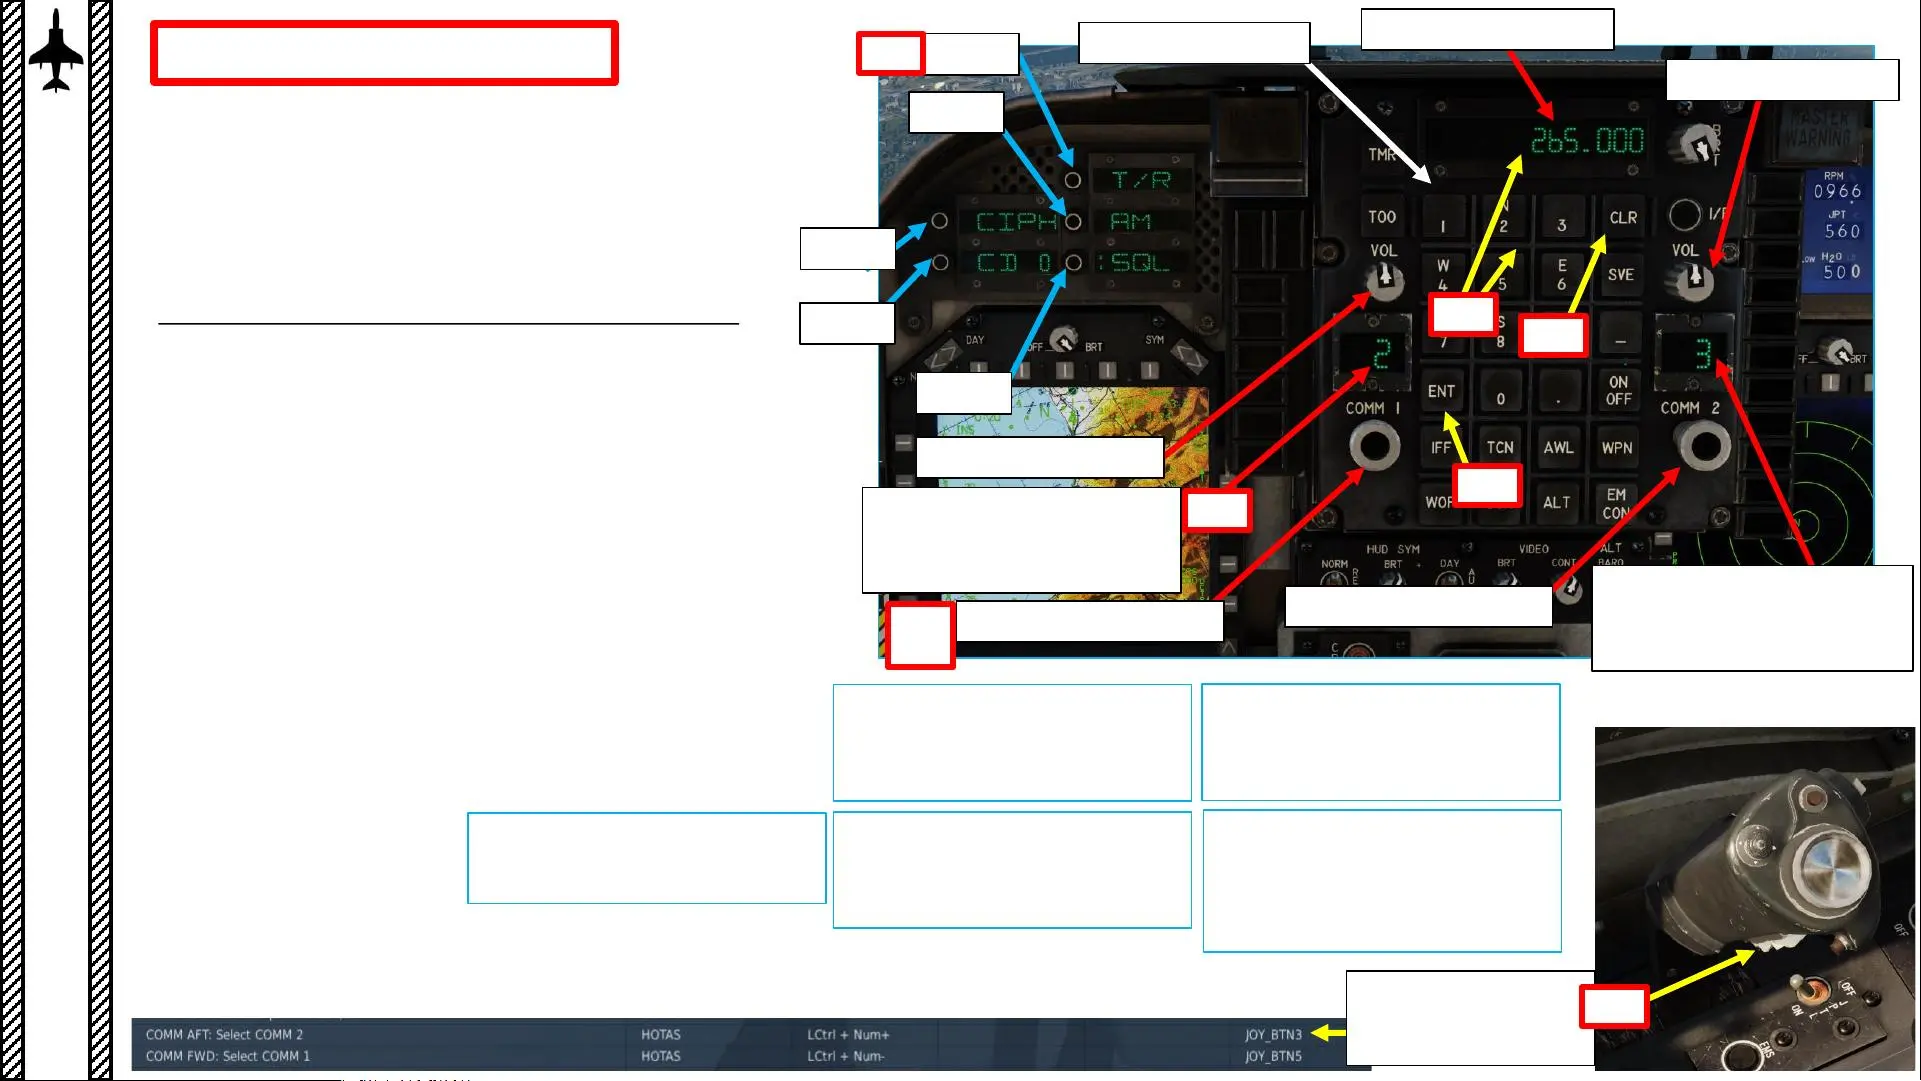 265.000
TMR
MASTER
WARNING
RPM
0966
JPT
560
H2O
500
T/R
CIPH
AM
CD 0
:SQL
TOO
1
N
2
3
CLR
I/P
VOL
W
4
5
E
6
SVE
VOL
DAY
OFF
BRT
SYM
7
S
8
-
2
3
ENT
0
.
ON
OFF
COMM 1
COMM 2
IFF
TCN
AWL
WPN
ALT
EM
CON
INS
N
HUD SYM
VIDEO
ALT
NORM
BRT
DAY
BRT
CONT
BARO
BRT
OFF
OFF
ON
COMM AFT: Select COMM 2
HOTAS
LCtrl + Num+
JOY_BTN3
COMM FWD: Select COMM 1
HOTAS
LCtrl + Num-
JOY_BTN5